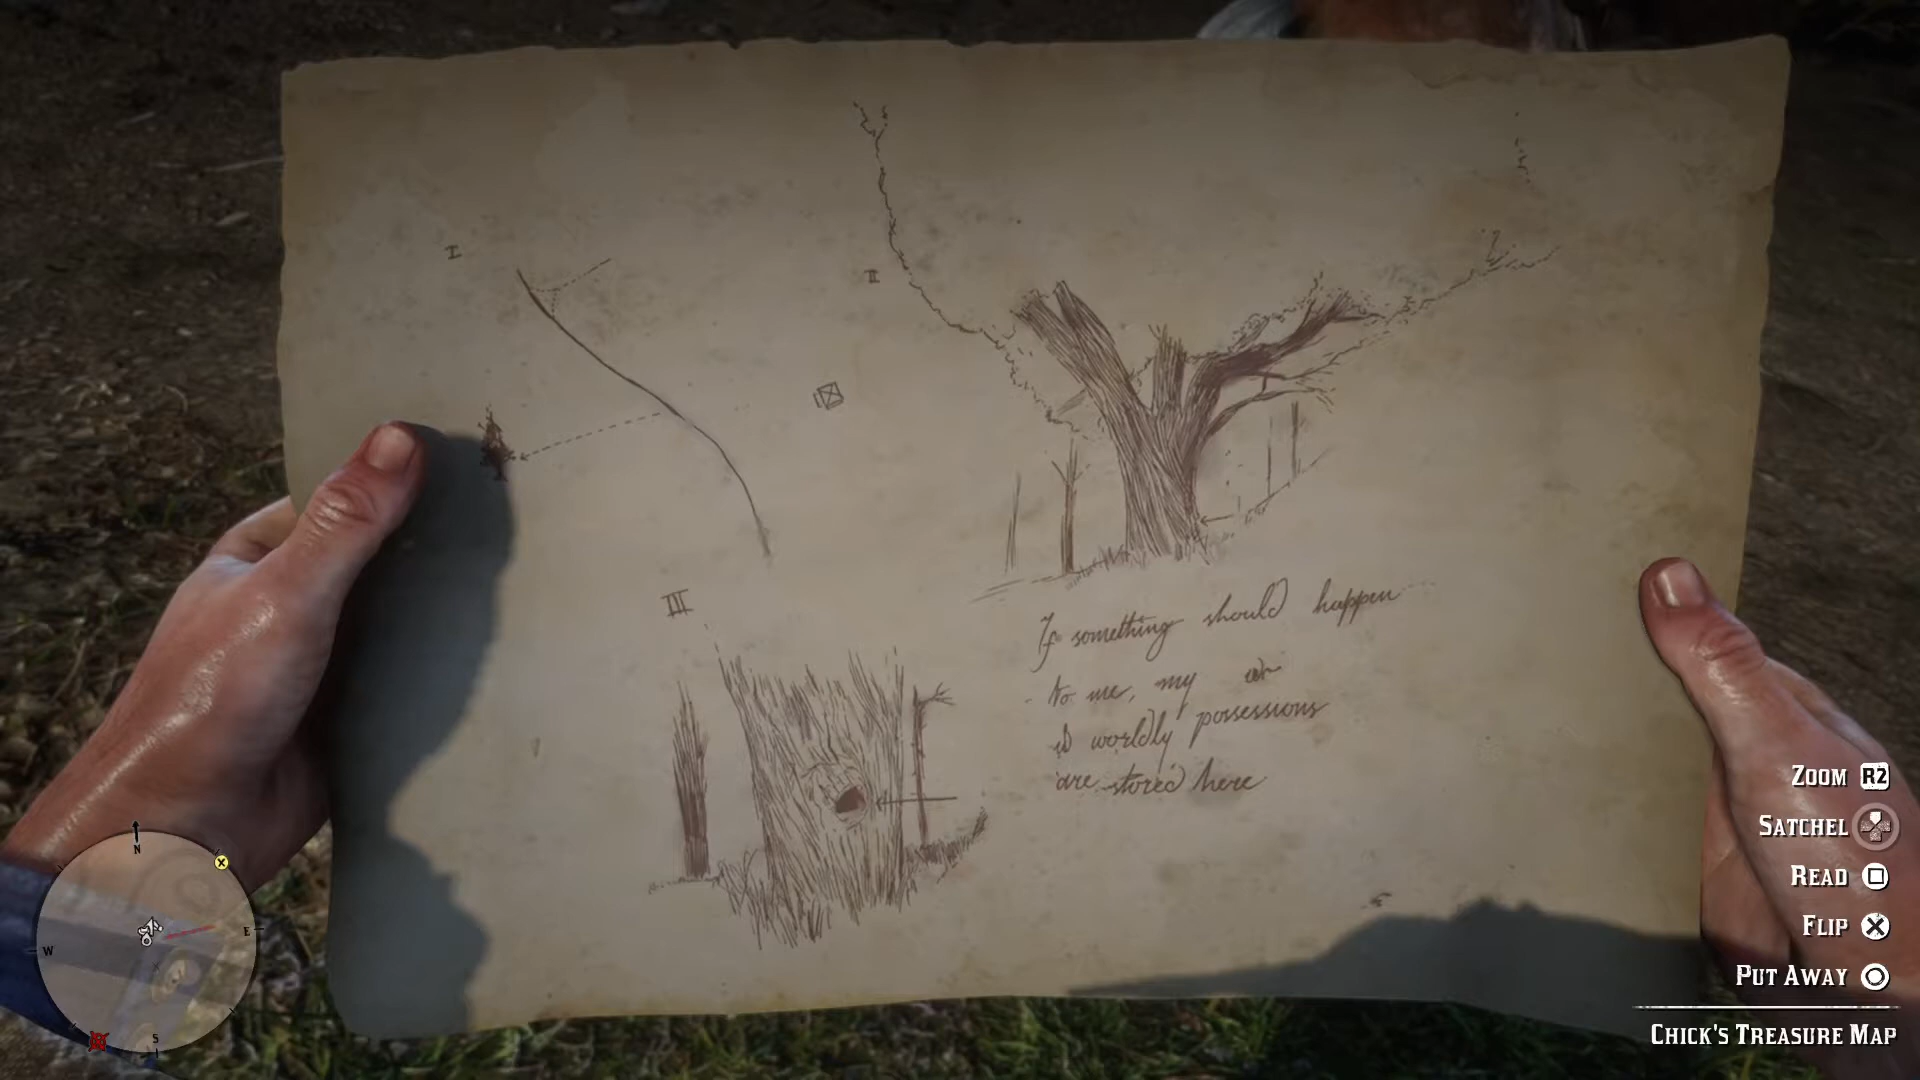 I
II
III
If something should happen
to me, my
worldly possessions
are stored here
N
W
E
S
ZOOM R2
SATCHEL
READ
FLIP
PUT AWAY
CHICK'S TREASURE MAP